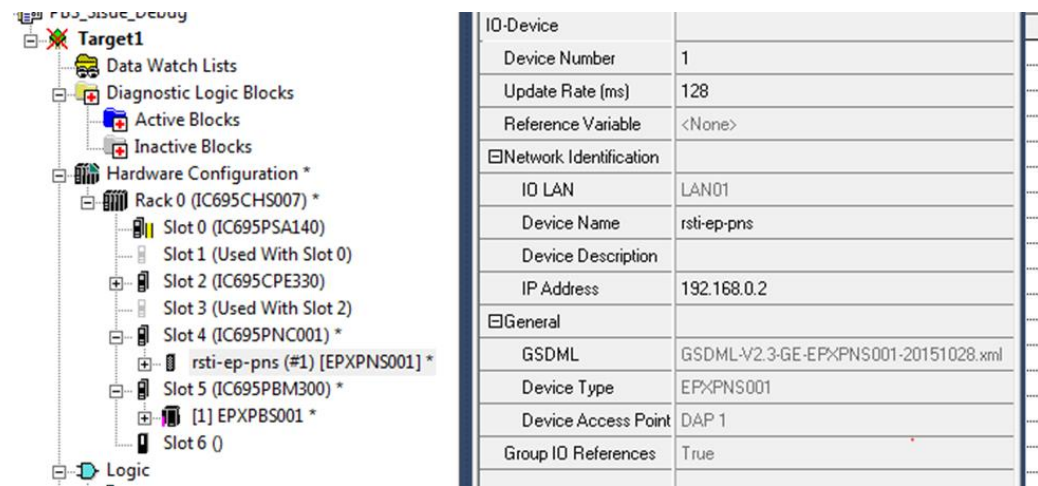 Target1
Data Watch Lists
Diagnostic Logic Blocks
Active Blocks
Inactive Blocks
Hardware Configuration *
Rack 0 (IC695CHS007) *
Slot 0 (IC695PSA140)
Slot 1 (Used With Slot 0)
Slot 2 (IC695CPE330)
Slot 3 (Used With Slot 2)
Slot 4 (IC695PNC001) *
rsti-ep-pns (#1) [EPXPNS001] *
Slot 5 (IC695PBM300) *
[1] EPXPBS001 *
Slot 6 ()
Logic
IO-Device
Device Number 1
Update Rate (ms) 128
Reference Variable <None>
Network Identification
IO LAN LAN01
Device Name rsti-ep-pns
Device Description
IP Address 192.168.0.2
General
GSDML GSDML-V2.3-GE-EPXPNS001-20151028.xml
Device Type EPXPNS001
Device Access Point DAP 1
Group IO References True